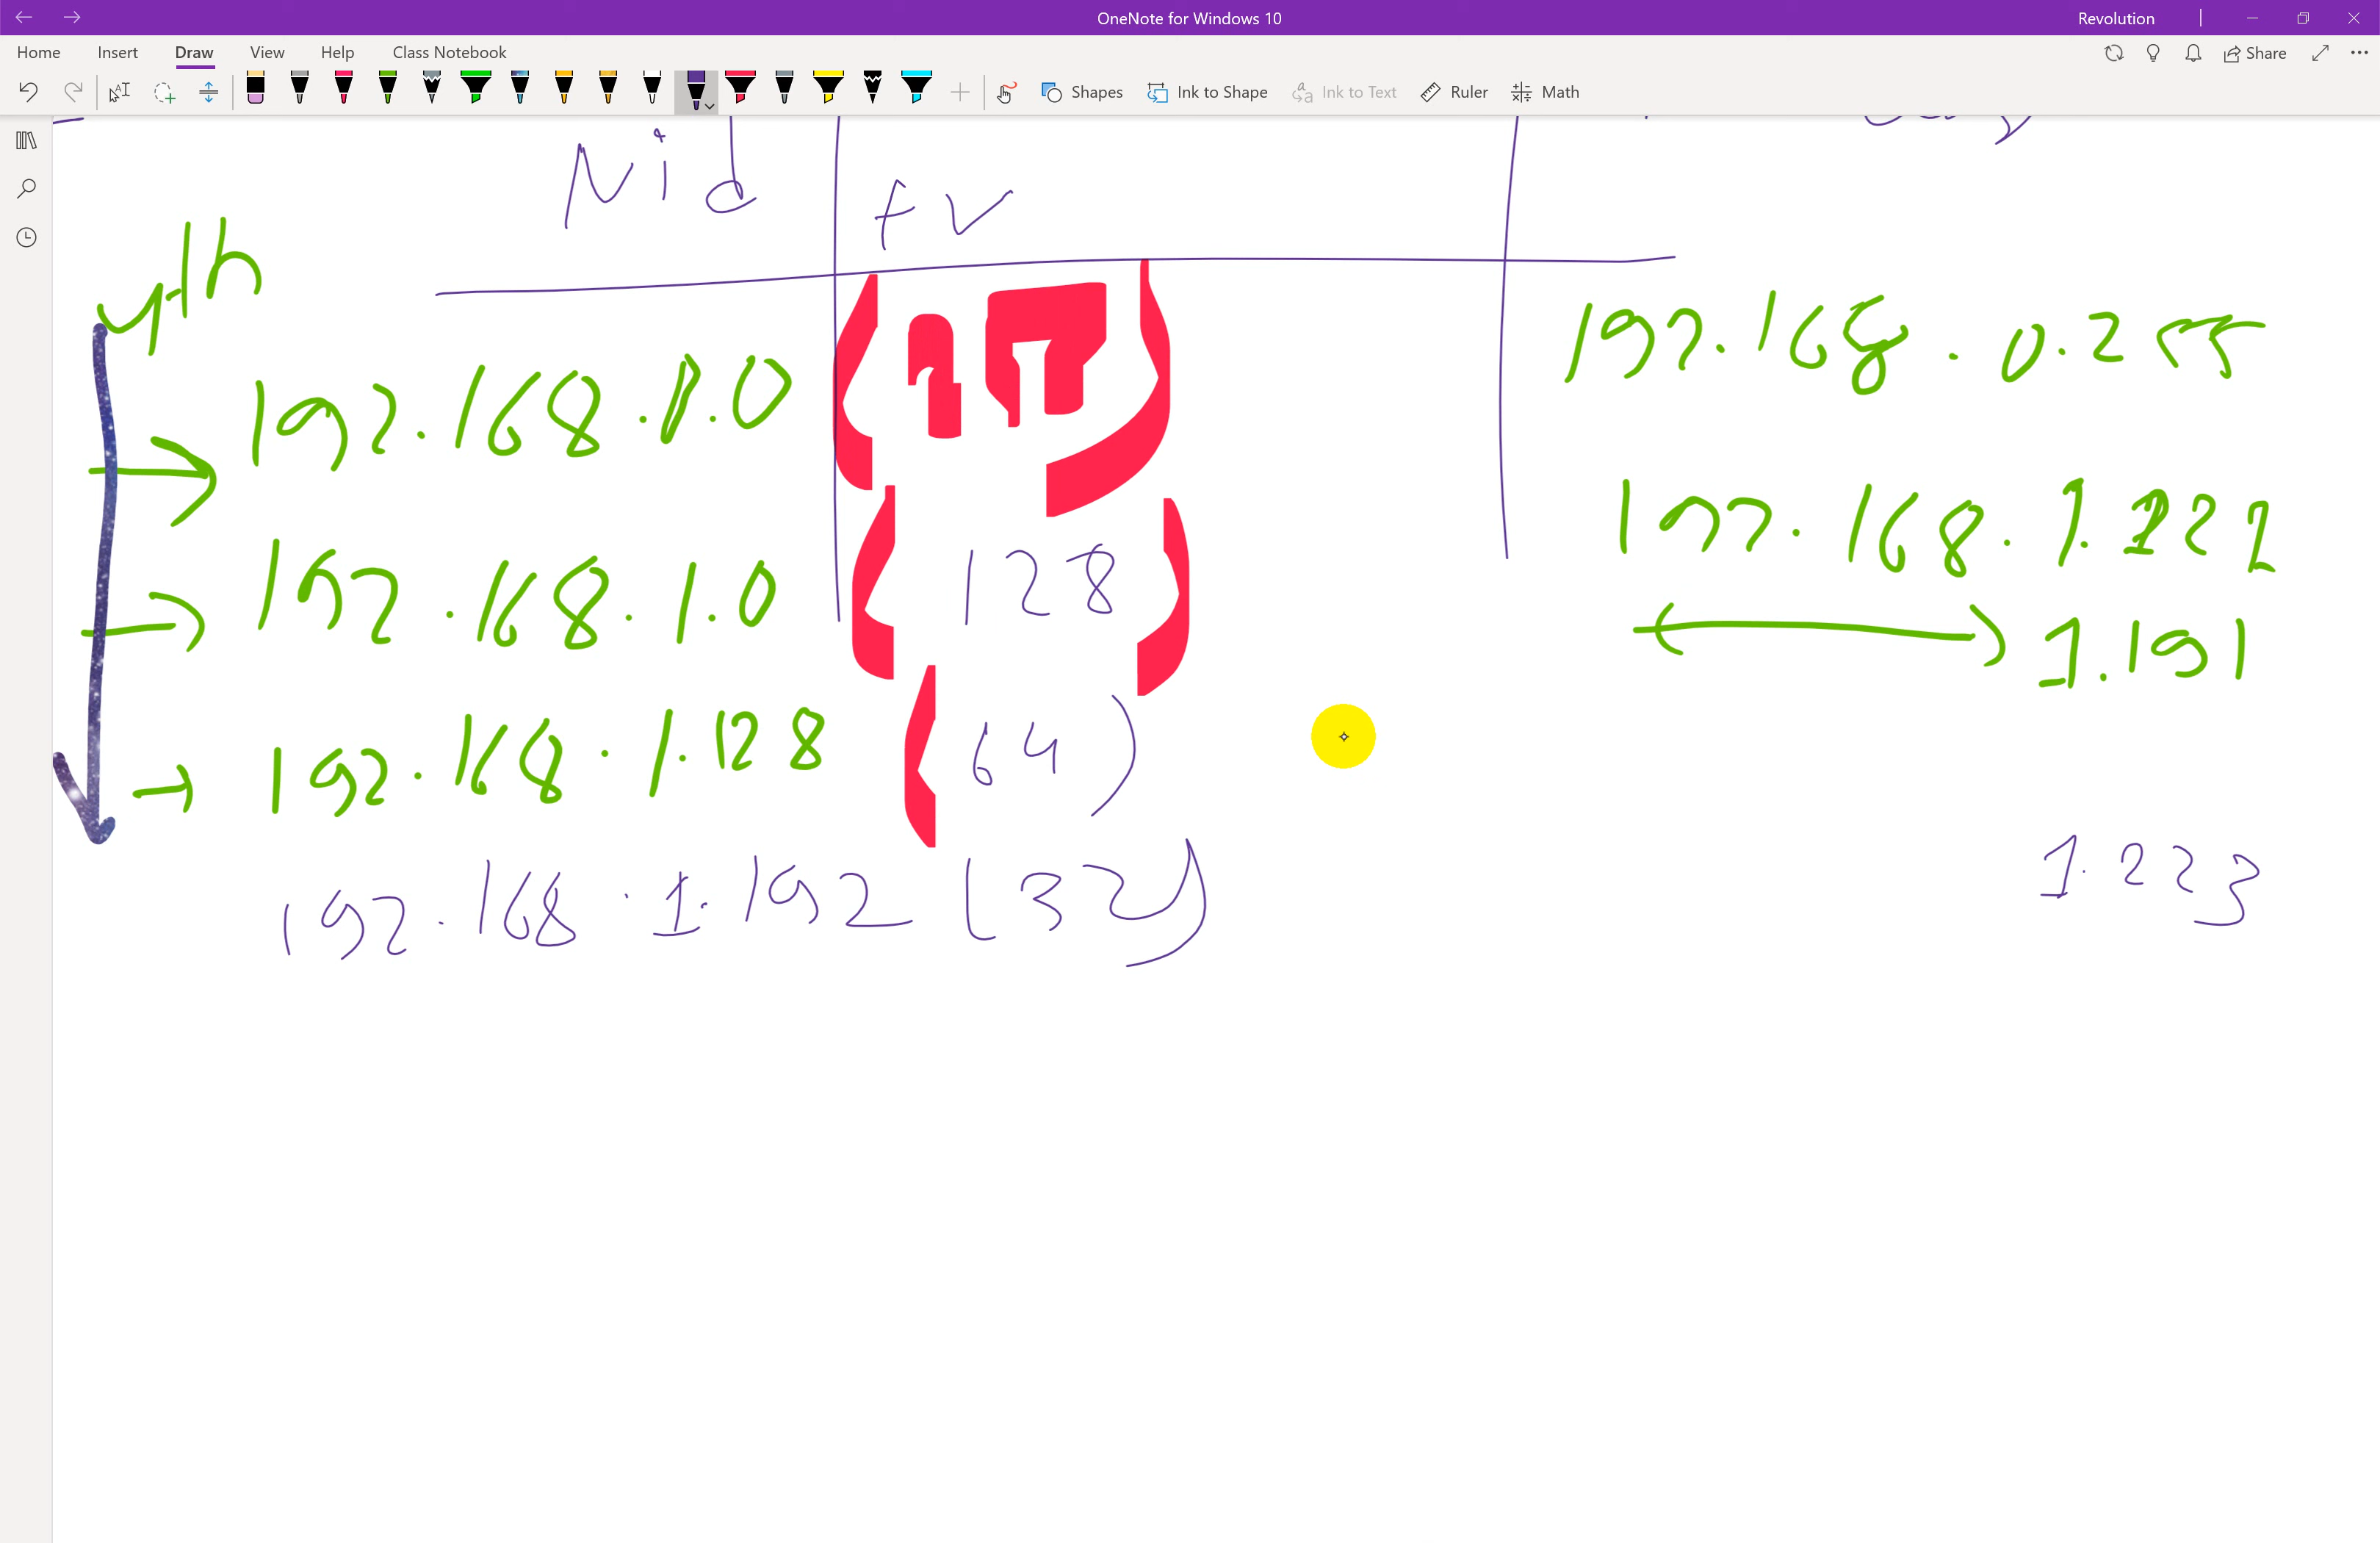 OneNote for Windows 10
Revolution
Home Insert Draw View Help Class Notebook
Share
Shapes Ink to Shape Ink to Text Ruler Math
Nid fv
4th
192.168.0.0 192.168.0.255
192.168.1.0 (128) 192.168.1.222
1.191
192.168.1.128 (64)
192.168.1.192 (32) 1.223